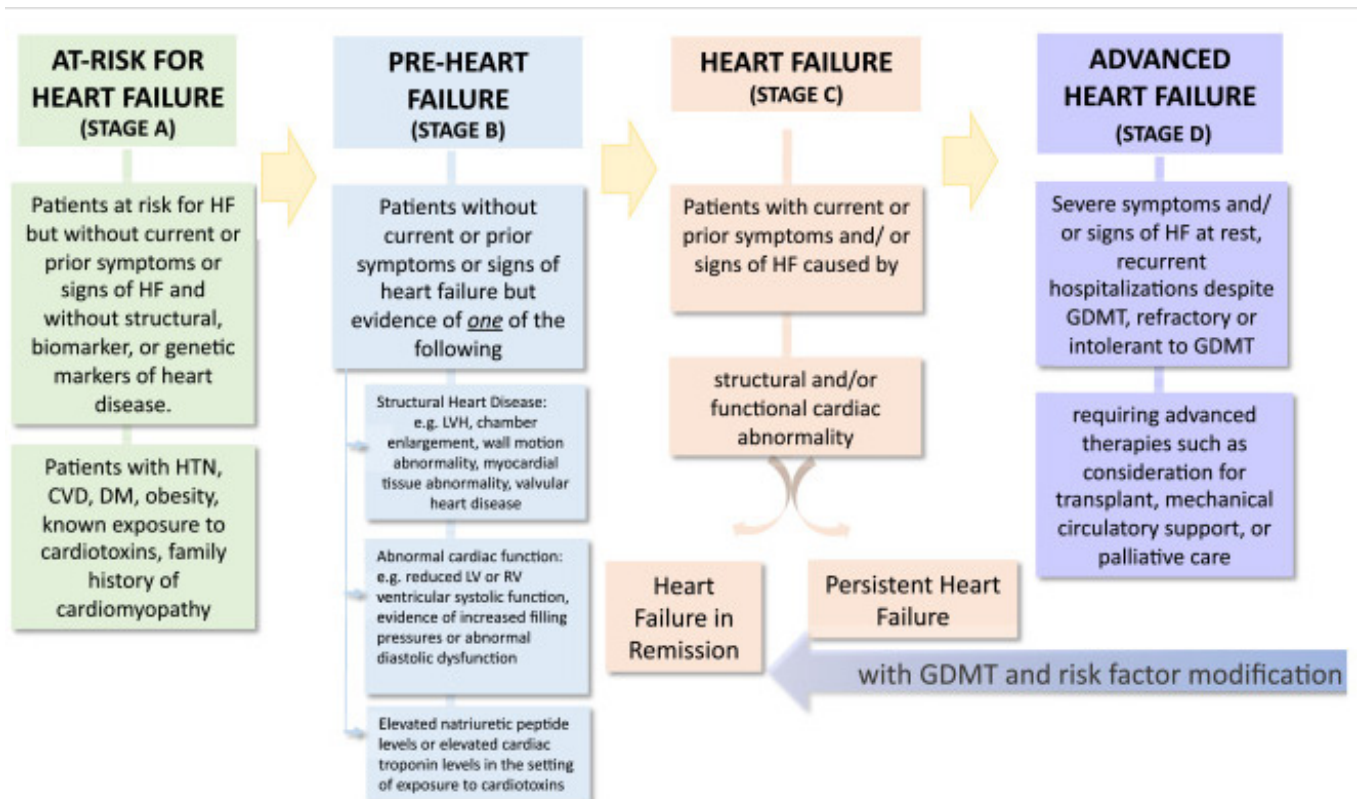 AT-RISK FOR
HEART FAILURE
(STAGE A)
Patients at risk for HF
but without current or
prior symptoms or
signs of HF and
without structural,
biomarker, or genetic
markers of heart
disease.
Patients with HTN,
CVD, DM, obesity,
known exposure to
cardiotoxins, family
history of
cardiomyopathy
PRE-HEART
FAILURE
(STAGE B)
Patients without
current or prior
symptoms or signs of
heart failure but
evidence of one of the
following
Structural Heart Disease:
e.g. LVH, chamber
enlargement, wall motion
abnormality, myocardial
tissue abnormality, valvular
heart disease
Abnormal cardiac function:
e.g. reduced LV or RV
ventricular systolic function,
evidence of increased filling
pressures or abnormal
diastolic dysfunction
Elevated natriuretic peptide
levels or elevated cardiac
troponin levels in the setting
of exposure to cardiotoxins
HEART FAILURE
(STAGE C)
Patients with current or
prior symptoms and/ or
signs of HF caused by
structural and/or
functional cardiac
abnormality
Heart
Failure in
Remission
Persistent Heart
Failure
with GDMT and risk factor modification
ADVANCED
HEART FAILURE
(STAGE D)
Severe symptoms and/
or signs of HF at rest,
recurrent
hospitalizations despite
GDMT, refractory or
intolerant to GDMT
requiring advanced
therapies such as
consideration for
transplant, mechanical
circulatory support, or
palliative care